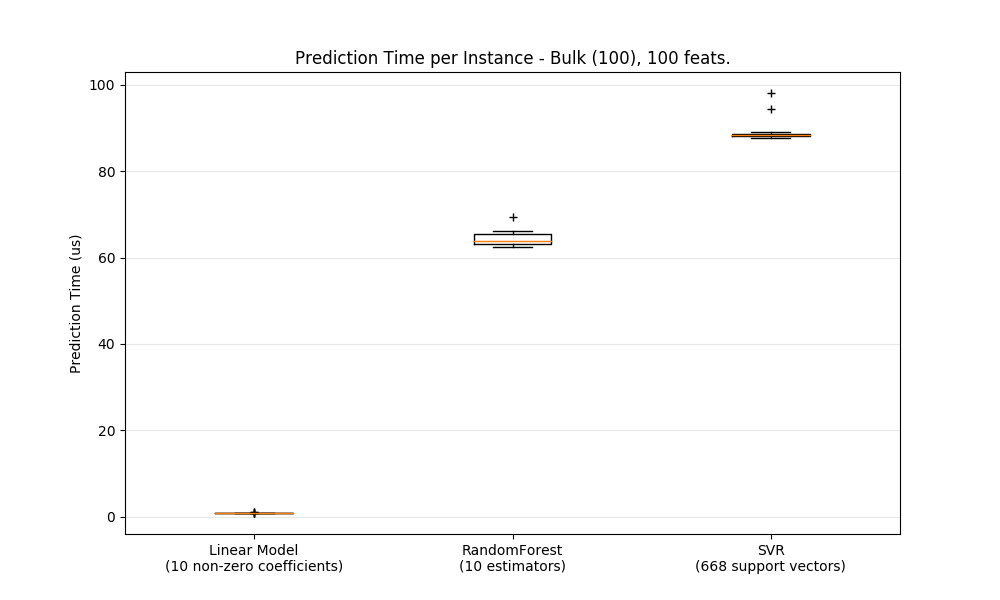 Prediction Time per Instance - Bulk (100), 100 feats.
Prediction Time (us)
100
80
60
40
20
0
Linear Model
(10 non-zero coefficients)
RandomForest
(10 estimators)
SVR
(668 support vectors)